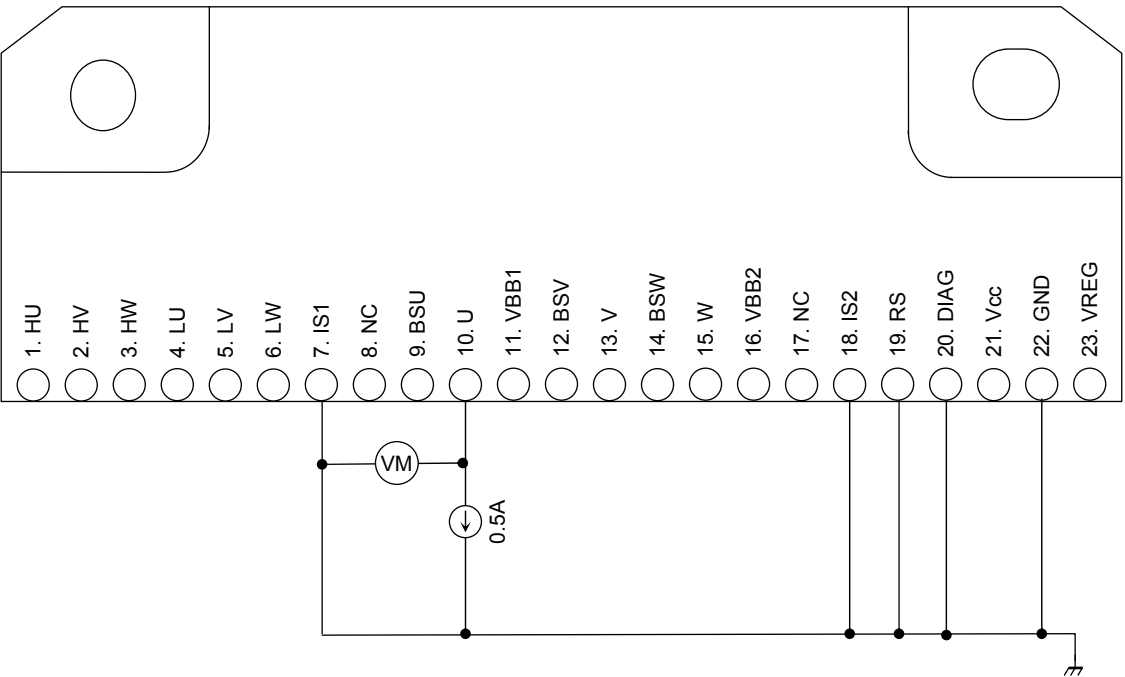 1. HU
2. HV
3. HW
4. LU
5. LV
6. LW
7. IS1
8. NC
9. BSU
10. U
11. VBB1
12. BSV
13. V
14. BSW
15. W
16. VBB2
17. NC
18. IS2
19. RS
20. DIAG
21. Vcc
22. GND
23. VREG
VM
0.5A